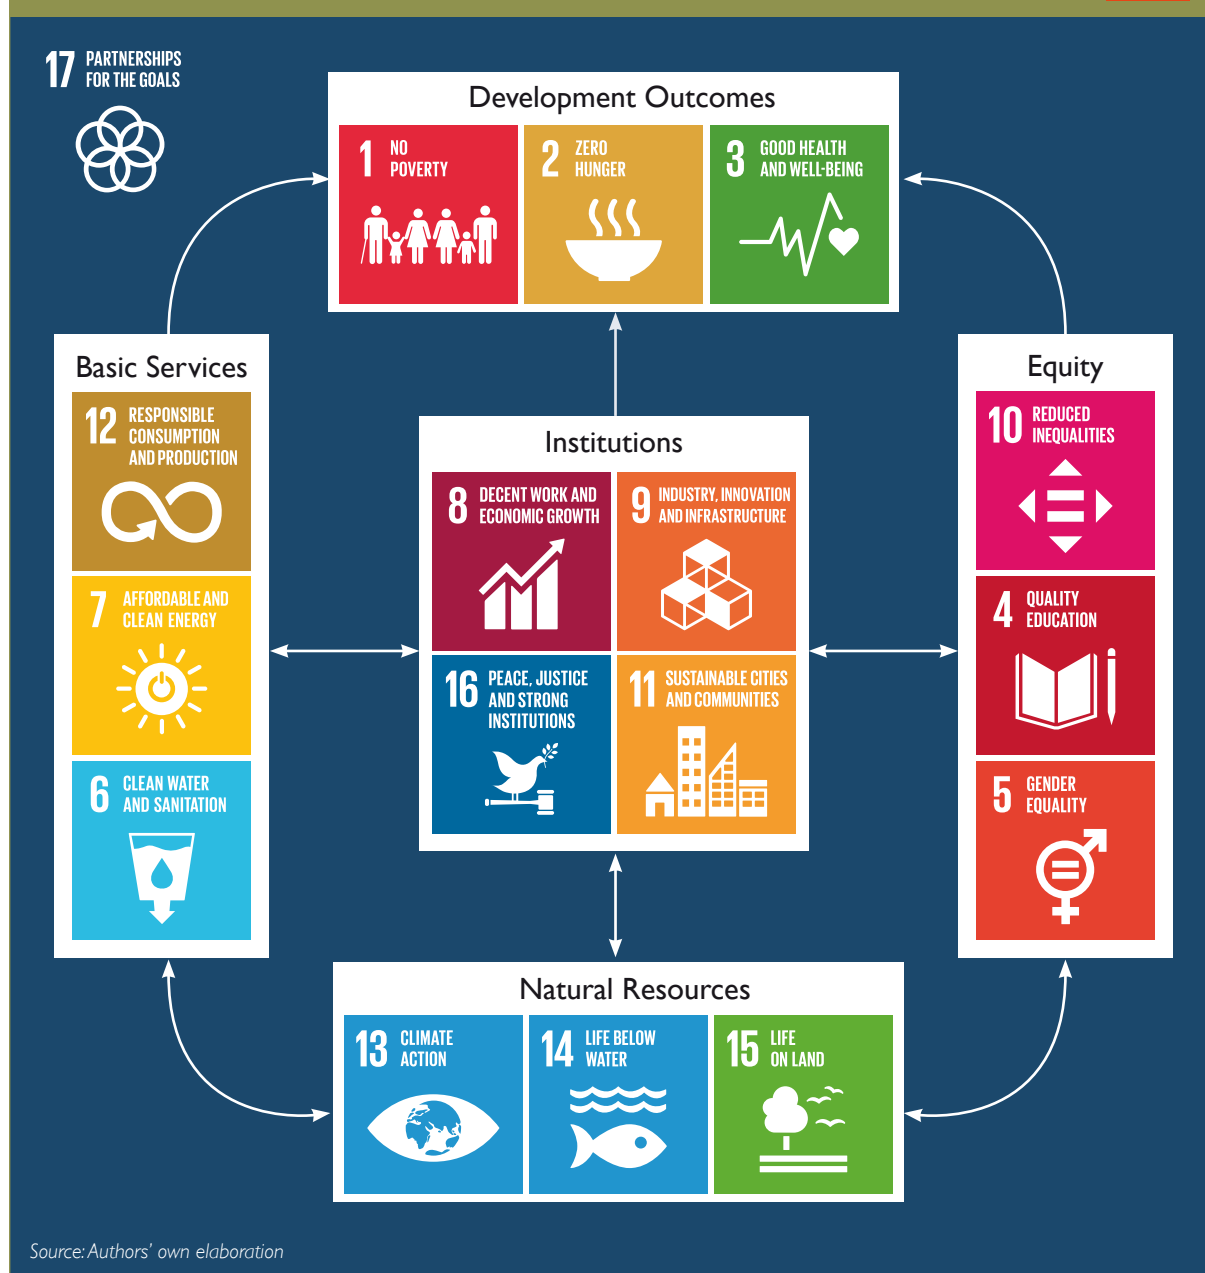 17 PARTNERSHIPS
FOR THE GOALS
Development Outcomes
1 NO
POVERTY
2 ZERO
HUNGER
3 GOOD HEALTH
AND WELL-BEING
Basic Services
12 RESPONSIBLE
CONSUMPTION
AND PRODUCTION
7 AFFORDABLE AND
CLEAN ENERGY
6 CLEAN WATER
AND SANITATION
Institutions
8 DECENT WORK AND
ECONOMIC GROWTH
9 INDUSTRY, INNOVATION
AND INFRASTRUCTURE
16 PEACE, JUSTICE
AND STRONG
INSTITUTIONS
11 SUSTAINABLE CITIES
AND COMMUNITIES
Equity
10 REDUCED
INEQUALITIES
4 QUALITY
EDUCATION
5 GENDER
EQUALITY
Natural Resources
13 CLIMATE
ACTION
14 LIFE BELOW
WATER
15 LIFE
ON LAND
Source: Authors' own elaboration